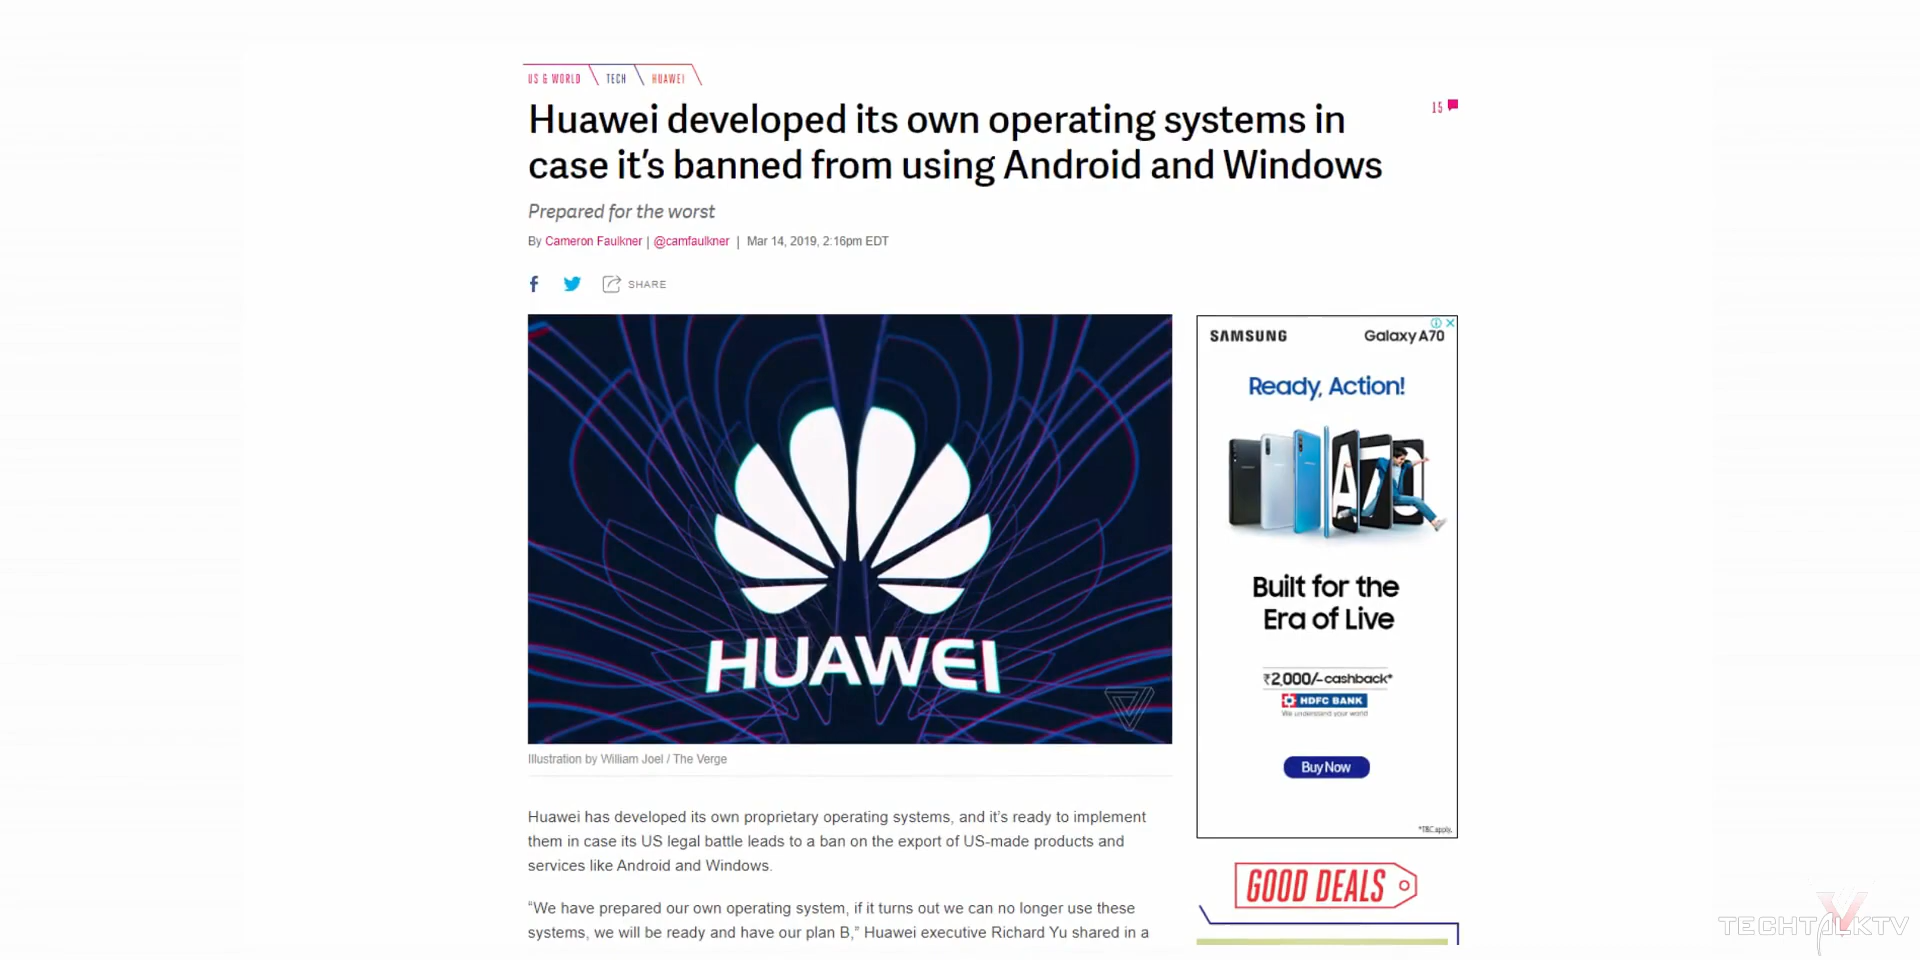 US & WORLD TECH HUAWEI
Huawei developed its own operating systems in
case it’s banned from using Android and Windows
15
Prepared for the worst
By Cameron Faulkner | @camfaulkner | Mar 14, 2019, 2:16pm EDT
SHARE
HUAWEI
Illustration by William Joel / The Verge
Huawei has developed its own proprietary operating systems, and it’s ready to implement
them in case its US legal battle leads to a ban on the export of US-made products and
services like Android and Windows.
“We have prepared our own operating system, if it turns out we can no longer use these
systems, we will be ready and have our plan B,” Huawei executive Richard Yu shared in a
SAMSUNG Galaxy A70
Ready, Action!
A70
Built for the
Era of Live
₹2,000/-cashback*
HDFC BANK
We understand your world
Buy Now
*T&C apply.
GOOD DEALS
TECHTALKTV